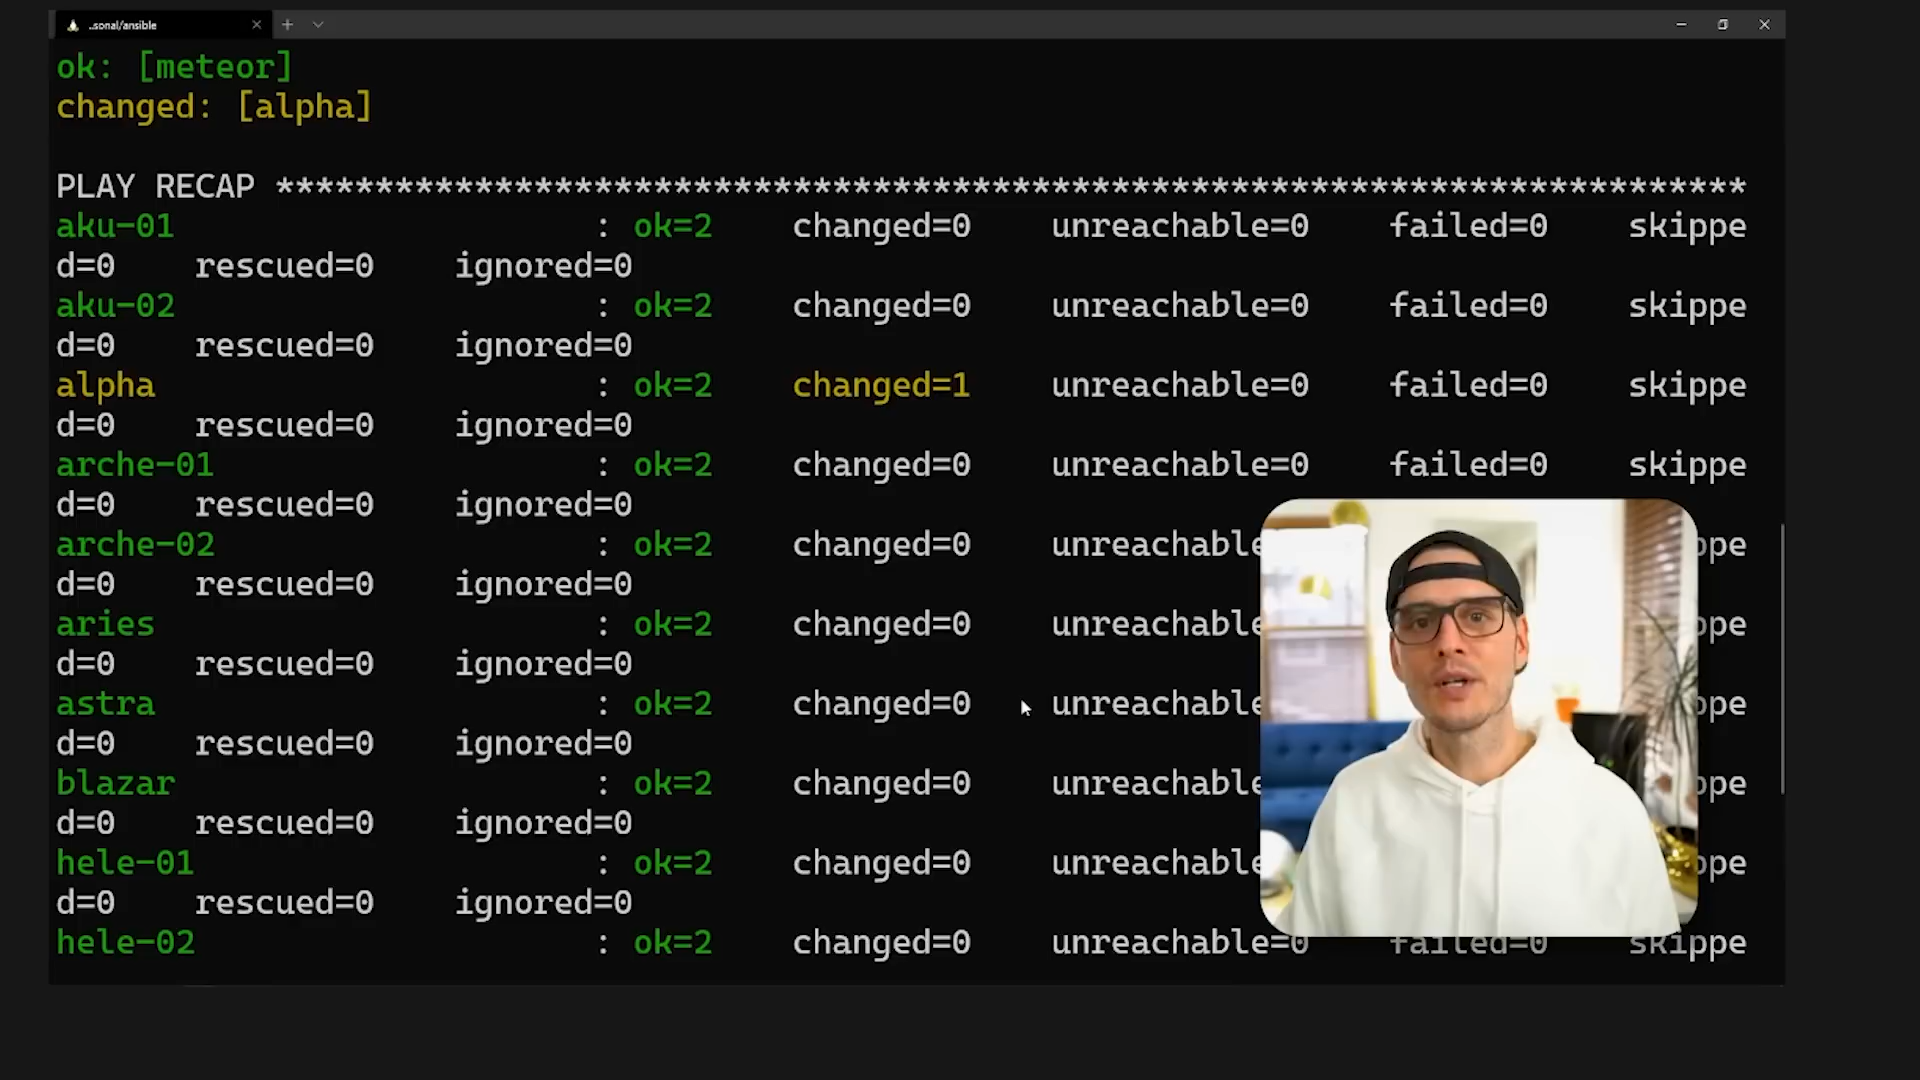 ..sonal/ansible
ok: [meteor]
changed: [alpha]
PLAY RECAP **************************************************************************
aku-01 : ok=2 changed=0 unreachable=0 failed=0 skippe
d=0 rescued=0 ignored=0
aku-02 : ok=2 changed=0 unreachable=0 failed=0 skippe
d=0 rescued=0 ignored=0
alpha : ok=2 changed=1 unreachable=0 failed=0 skippe
d=0 rescued=0 ignored=0
arche-01 : ok=2 changed=0 unreachable=0 failed=0 skippe
d=0 rescued=0 ignored=0
arche-02 : ok=2 changed=0 unreachable ppe
d=0 rescued=0 ignored=0
aries : ok=2 changed=0 unreachable ppe
d=0 rescued=0 ignored=0
astra : ok=2 changed=0 unreachable ppe
d=0 rescued=0 ignored=0
blazar : ok=2 changed=0 unreachable ppe
d=0 rescued=0 ignored=0
hele-01 : ok=2 changed=0 unreachable ppe
d=0 rescued=0 ignored=0
hele-02 : ok=2 changed=0 unreachable=0 failed=0 skippe